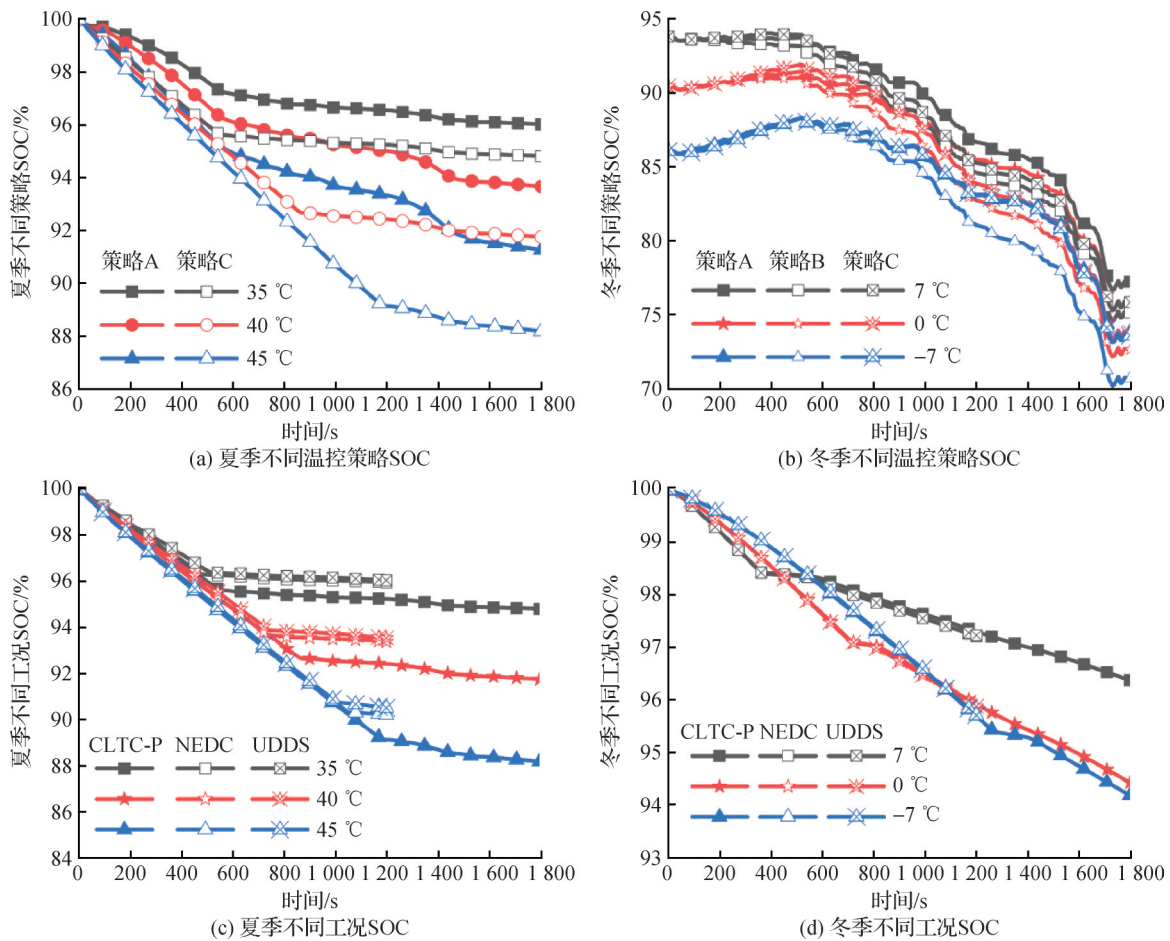 100
98
96
94
92
90
88
86
夏季不同策略SOC/%
策略A 策略C
35 ℃
40 ℃
45 ℃
0 200 400 600 800 1 000 1 200 1 400 1 600 1 800
时间/s
(a) 夏季不同温控策略SOC
95
90
85
80
75
70
冬季不同策略SOC/%
策略A 策略B 策略C
7 ℃
0 ℃
−7 ℃
0 200 400 600 800 1 000 1 200 1 400 1 600 1 800
时间/s
(b) 冬季不同温控策略SOC
100
98
96
94
92
90
88
86
84
夏季不同工况SOC/%
CLTC-P NEDC UDDS
35 ℃
40 ℃
45 ℃
0 200 400 600 800 1 000 1 200 1 400 1 600 1 800
时间/s
(c) 夏季不同工况SOC
100
99
98
97
96
95
94
93
冬季不同工况SOC/%
CLTC-P NEDC UDDS
7 ℃
0 ℃
−7 ℃
0 200 400 600 800 1 000 1 200 1 400 1 600 1 800
时间/s
(d) 冬季不同工况SOC